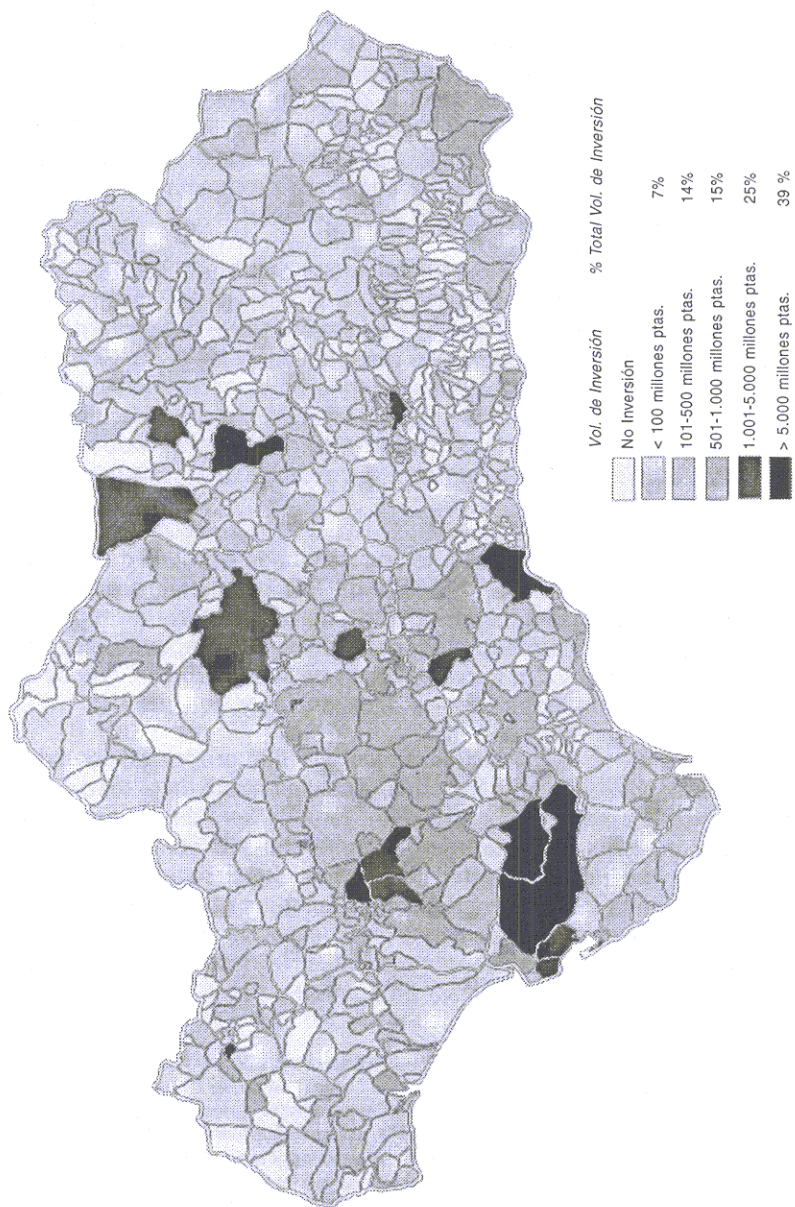 Vol. de Inversión % Total Vol. de Inversión
No Inversión
< 100 millones ptas. 7%
101-500 millones ptas. 14%
501-1.000 millones ptas. 15%
1.001-5.000 millones ptas. 25%
> 5.000 millones ptas. 39 %